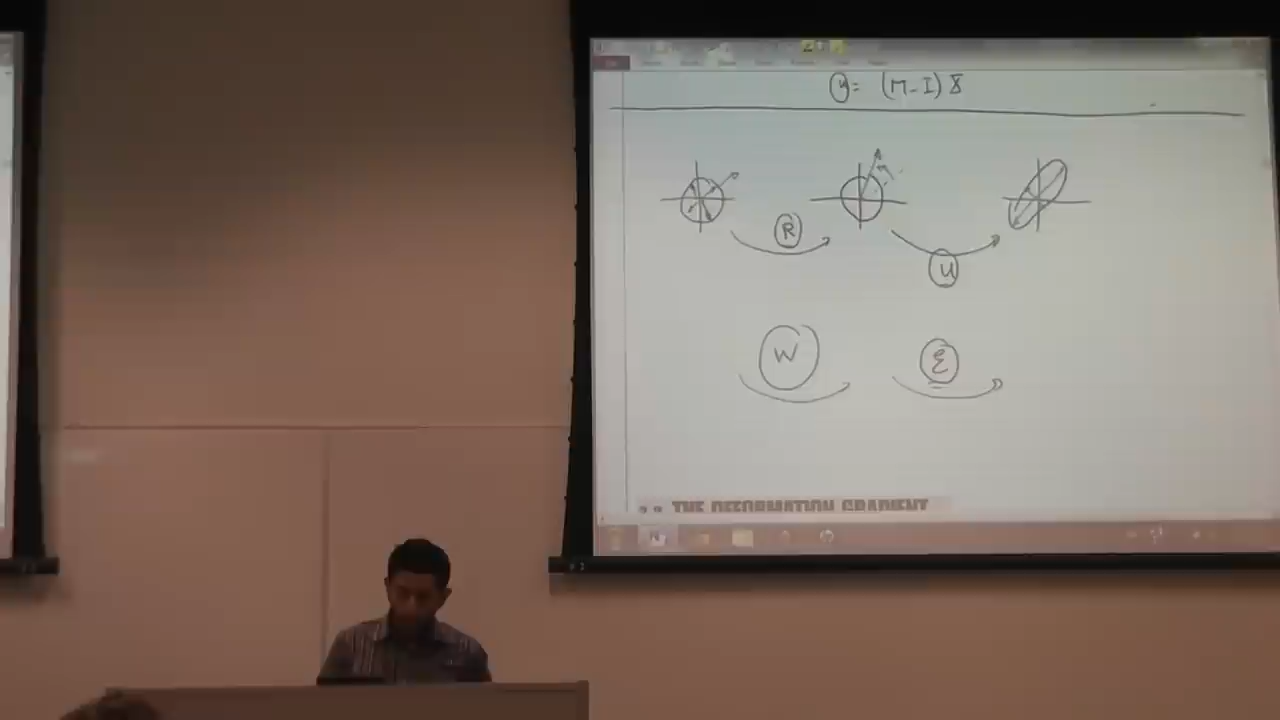 y = (M - I) X
R
U
W
E
THE DEFORMATION GRADIENT